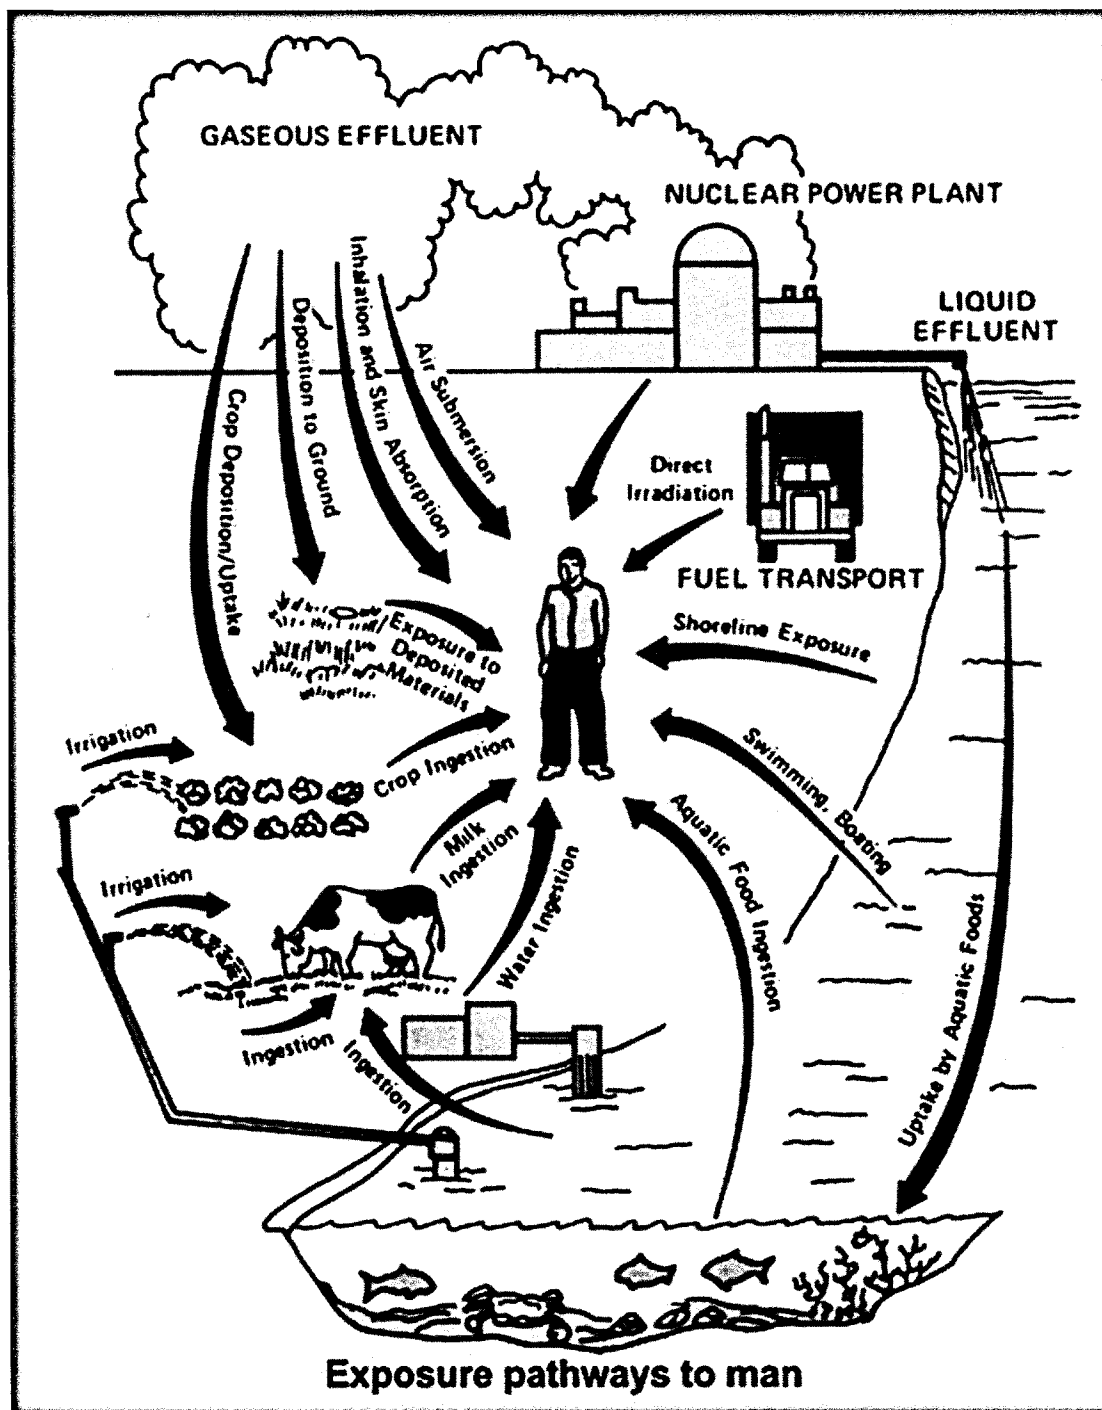 GASEOUS EFFLUENT
NUCLEAR POWER PLANT
LIQUID
EFFLUENT
Crop Deposition/Uptake
Deposition to Ground
Inhalation and Skin Absorption
Air Submersion
Direct
Irradiation
FUEL TRANSPORT
Exposure to
Deposited
Materials
Shoreline Exposure
Irrigation
Crop Ingestion
Swimming, Boating
Milk
Ingestion
Water Ingestion
Aquatic Food Ingestion
Irrigation
Uptake by Aquatic Foods
Ingestion
Ingestion
Exposure pathways to man